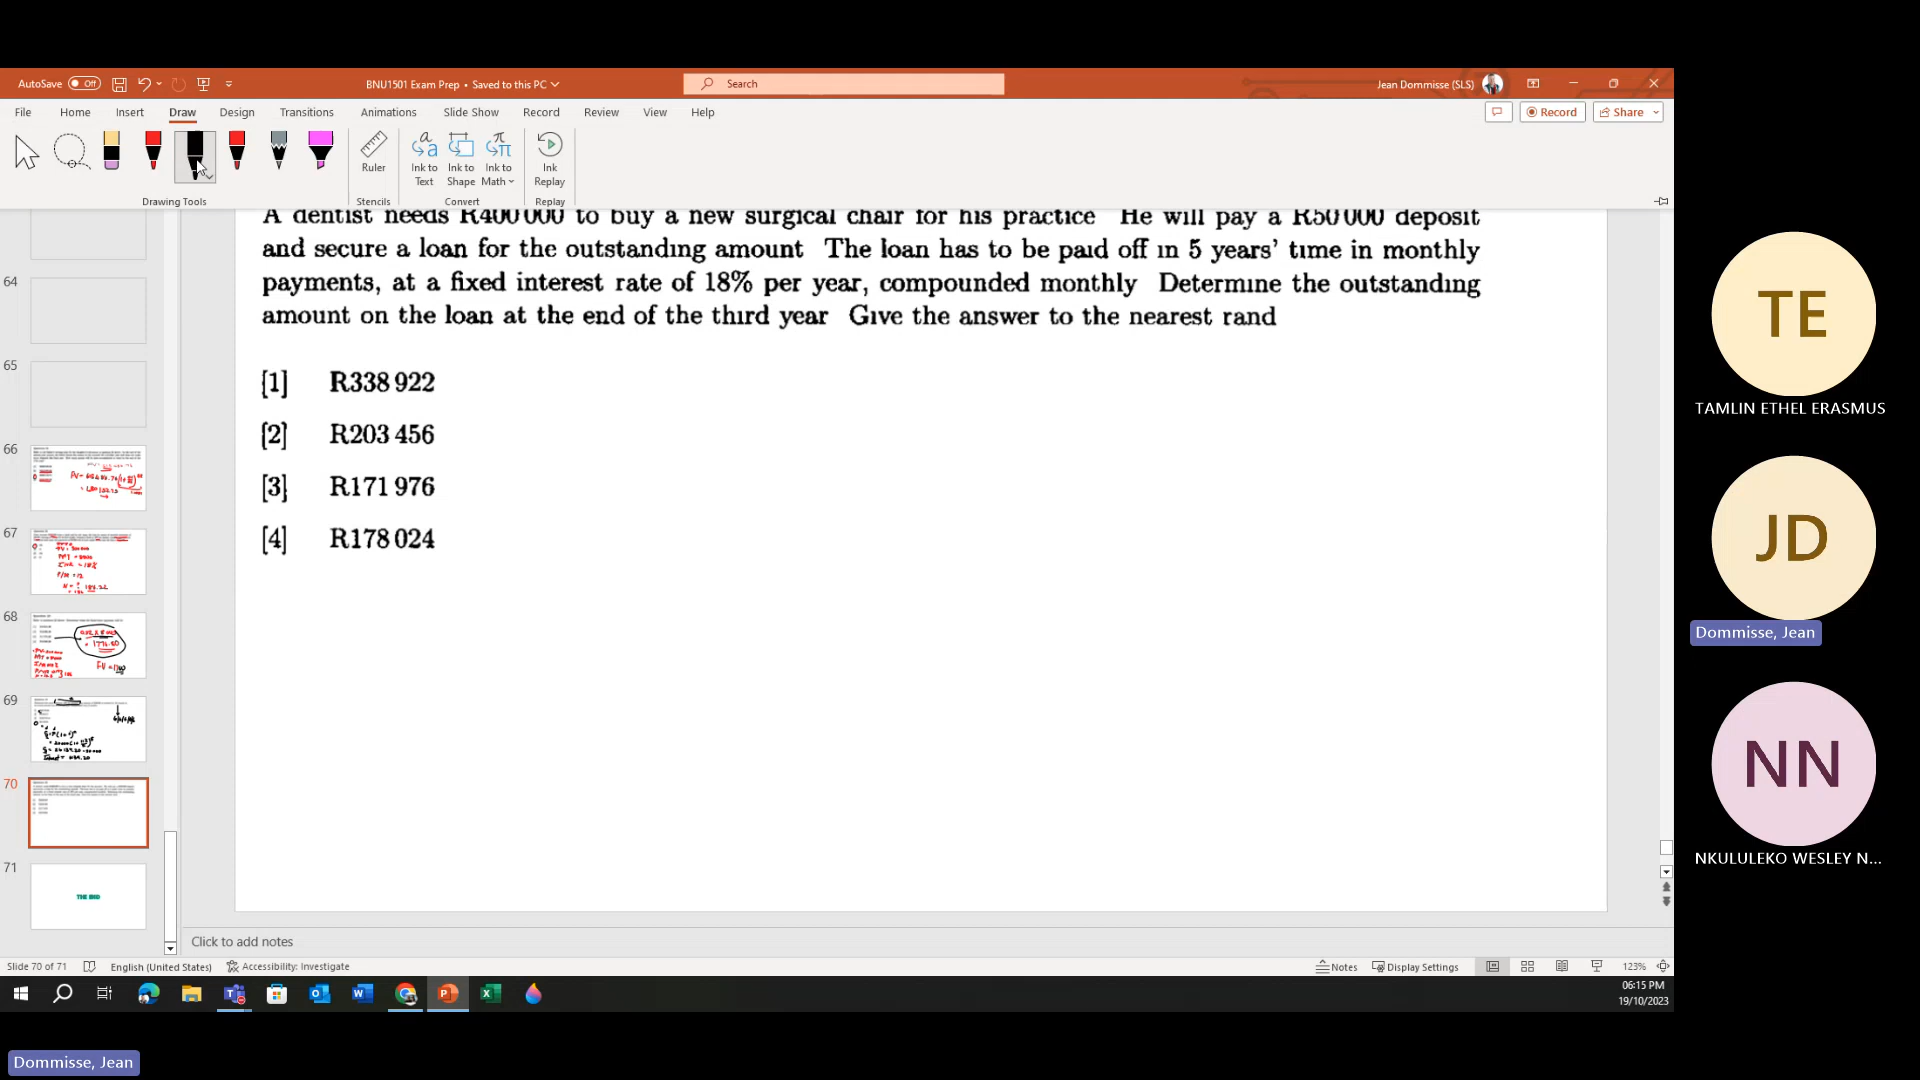 AutoSave Off
BNU1501 Exam Prep • Saved to this PC
Search
Jean Dommisse (SLS)
File Home Insert Draw Design Transitions Animations Slide Show Record Review View Help
Record Share
Ruler
Ink to Text
Ink to Shape
Ink to Math
Ink Replay
Drawing Tools Stencils Convert Replay
A dentist needs R400 000 to buy a new surgical chair for his practice He will pay a R50 000 deposit
and secure a loan for the outstanding amount The loan has to be paid off in 5 years' time in monthly
payments, at a fixed interest rate of 18% per year, compounded monthly Determine the outstanding
amount on the loan at the end of the third year Give the answer to the nearest rand
[1] R338 922
[2] R203 456
[3] R171 976
[4] R178 024
64
65
66
67
68
69
70
71
THE END
Click to add notes
Slide 70 of 71 English (United States) Accessibility: Investigate Notes Display Settings 123%
06:15 PM
19/10/2023
TE
TAMLIN ETHEL ERASMUS
JD
Dommisse, Jean
NN
NKULULEKO WESLEY N...
Dommisse, Jean